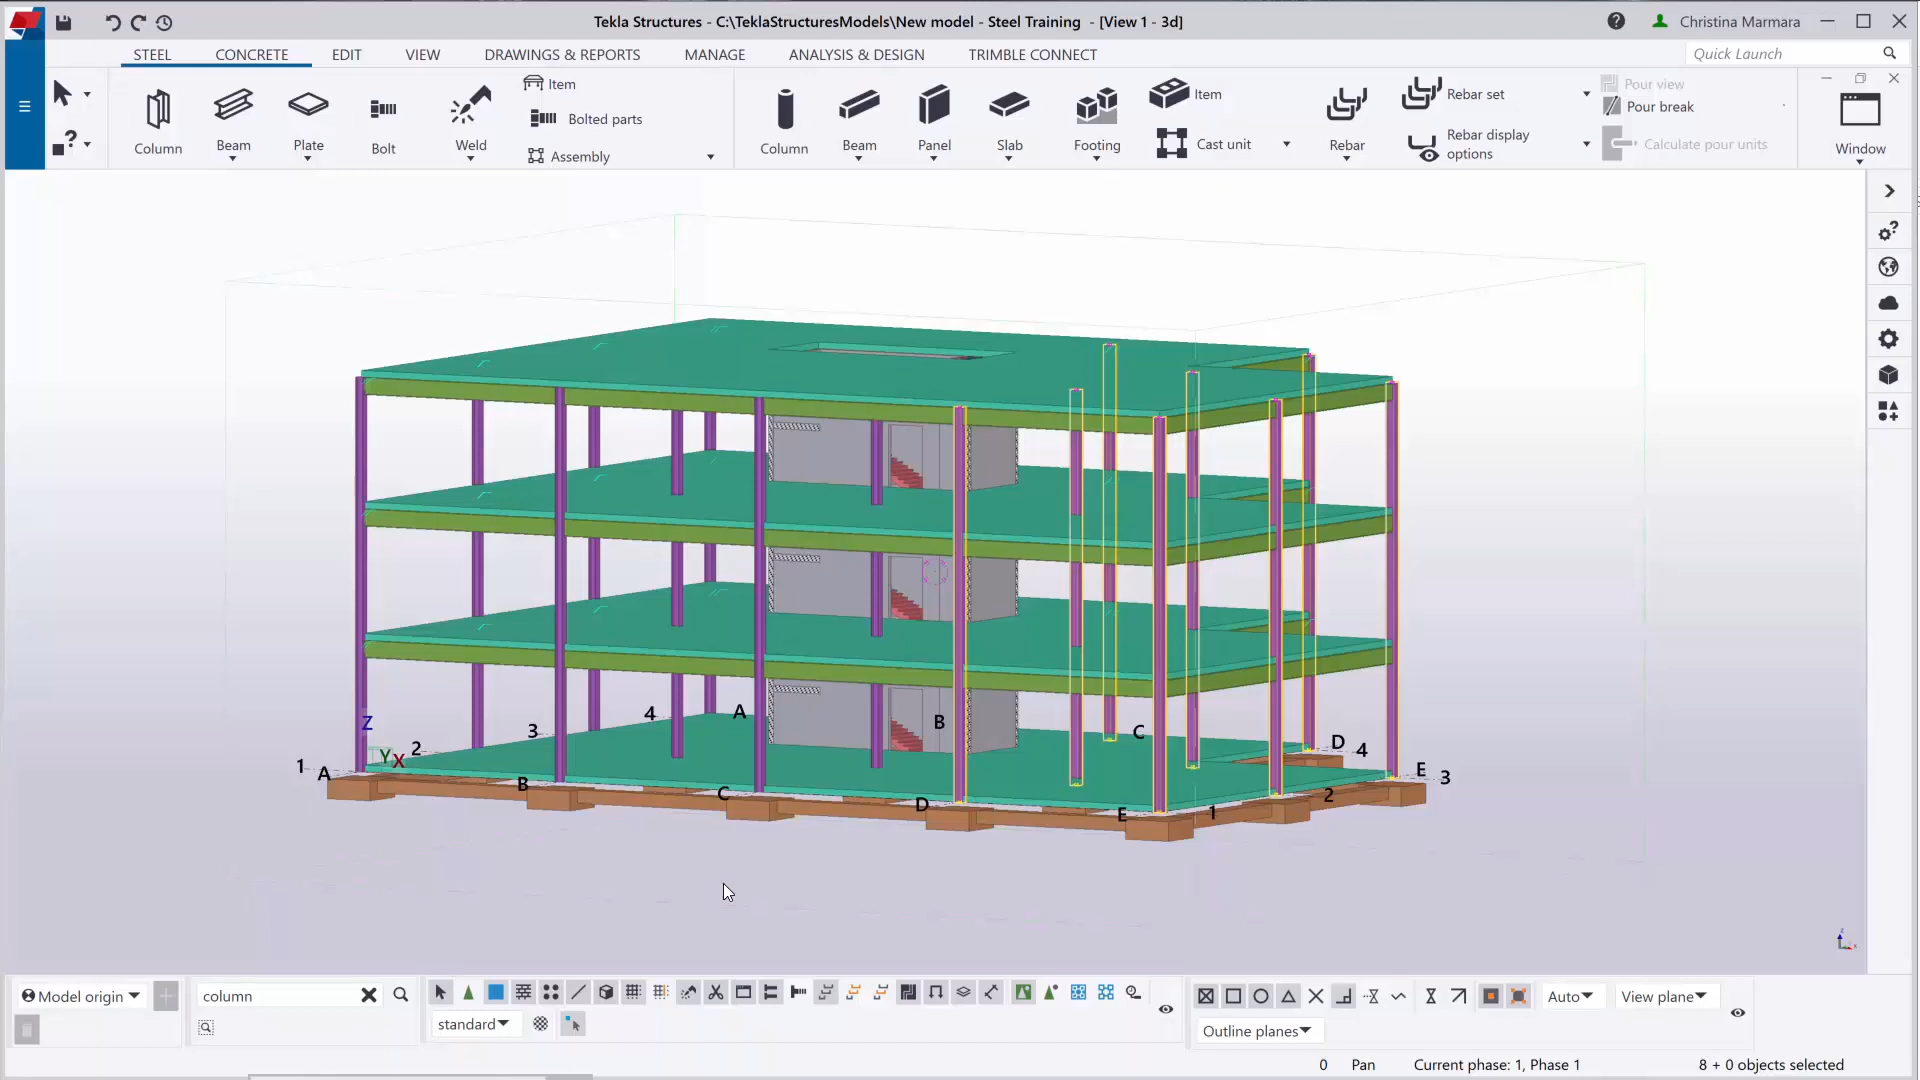 Tekla Structures - C:\TeklaStructuresModels\New model - Steel Training - [View 1 - 3d]
Christina Marmara
STEEL CONCRETE EDIT VIEW DRAWINGS & REPORTS MANAGE ANALYSIS & DESIGN TRIMBLE CONNECT
Quick Launch
Column Beam Plate Bolt Weld
Item
Bolted parts
Assembly
Column Beam Panel Slab Footing
Item
Cast unit
Rebar
Rebar set
Rebar display
options
Pour view
Pour break
Calculate pour units
Window
4 A B C D 4
3 E 3
2 2
1 A B C D E 1
Z
Y X
Model origin
column
standard
Auto
View plane
Outline planes
0 Pan Current phase: 1, Phase 1 8 + 0 objects selected